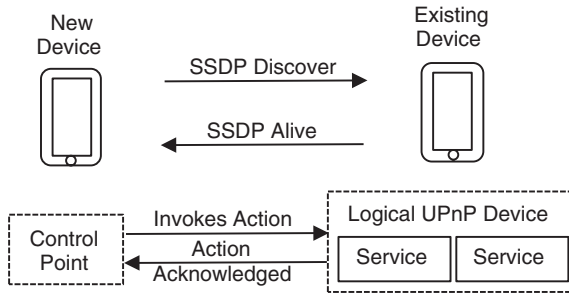 New
Device
Existing
Device
SSDP Discover
SSDP Alive
Control
Point
Invokes Action
Action
Acknowledged
Logical UPnP Device
Service
Service